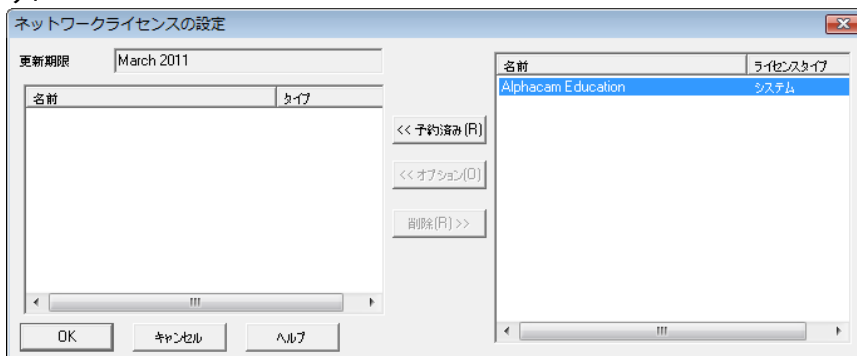 ネットワークライセンスの設定
更新期限 March 2011
名前 タイプ
<< 予約済み(R)
<< オプション(O)
削除(R) >>
名前 ライセンスタイプ
Alphacam Education システム
OK キャンセル ヘルプ